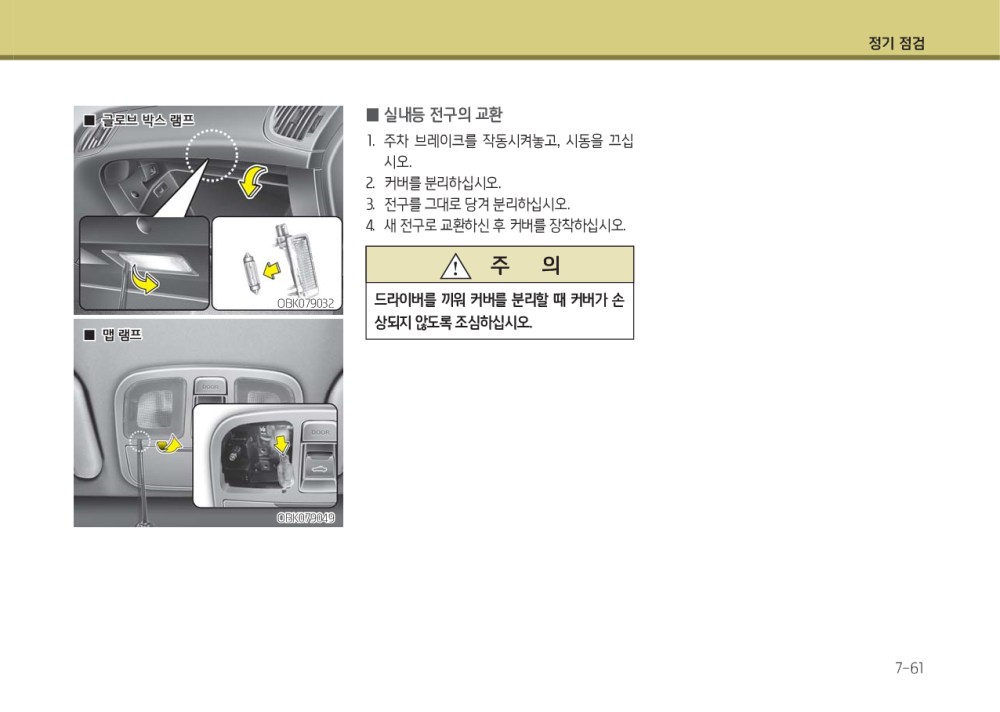 정기 점검
■ 글로브 박스 램프
OBK079032
■ 맵 램프
DOOR
DOOR
OBK079049
■ 실내등 전구의 교환
1. 주차 브레이크를 작동시켜놓고, 시동을 끄십
시오.
2. 커버를 분리하십시오.
3. 전구를 그대로 당겨 분리하십시오.
4. 새 전구로 교환하신 후 커버를 장착하십시오.
주 의
드라이버를 끼워 커버를 분리할 때 커버가 손
상되지 않도록 조심하십시오.
7-61